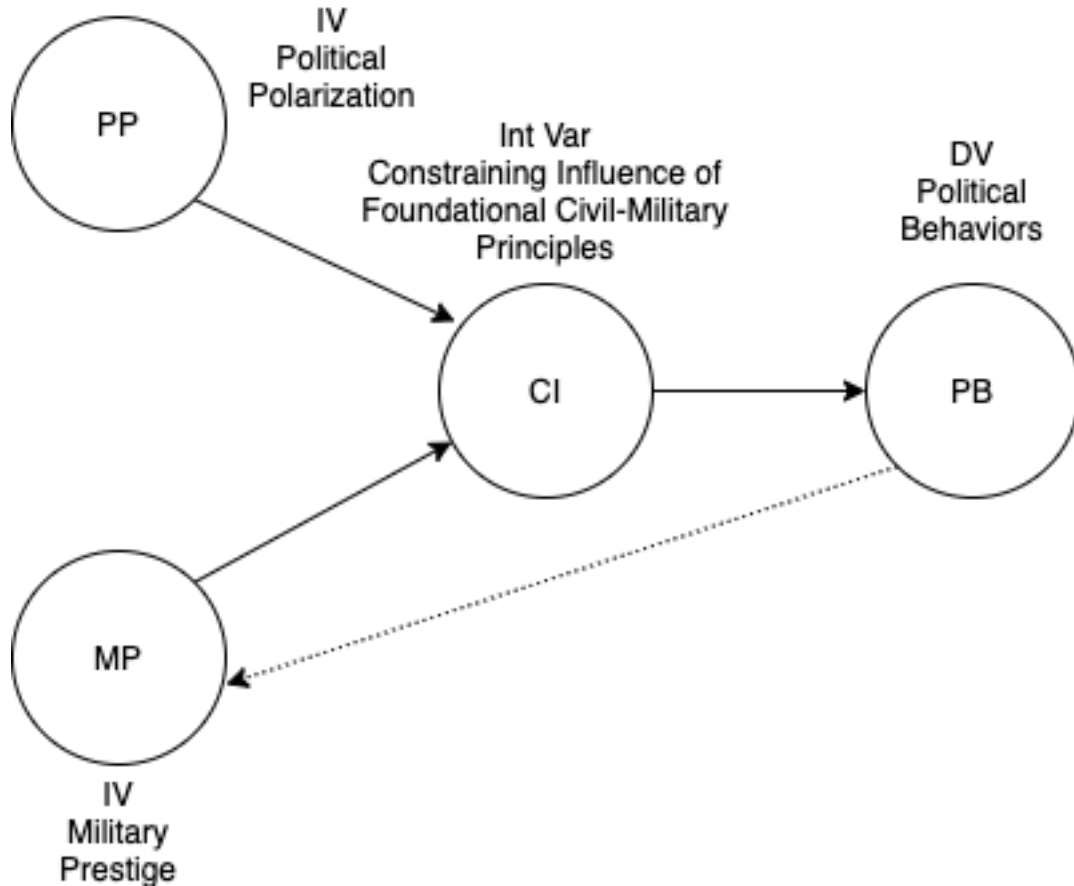 IV
Political
Polarization
PP
Int Var
Constraining Influence of
Foundational Civil-Military
Principles
CI
DV
Political
Behaviors
PB
MP
IV
Military
Prestige